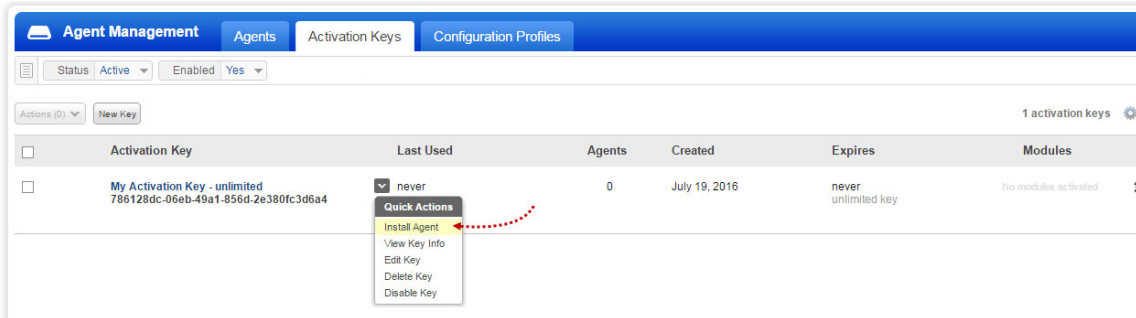 Agent Management Agents Activation Keys Configuration Profiles
Status Active Enabled Yes
Actions (0) New Key 1 activation keys
Activation Key Last Used Agents Created Expires Modules
My Activation Key - unlimited never 0 July 19, 2016 never No modules activated
786128dc-06eb-49a1-856d-2e380fc3d6a4 unlimited key
Quick Actions
Install Agent
View Key Info
Edit Key
Delete Key
Disable Key